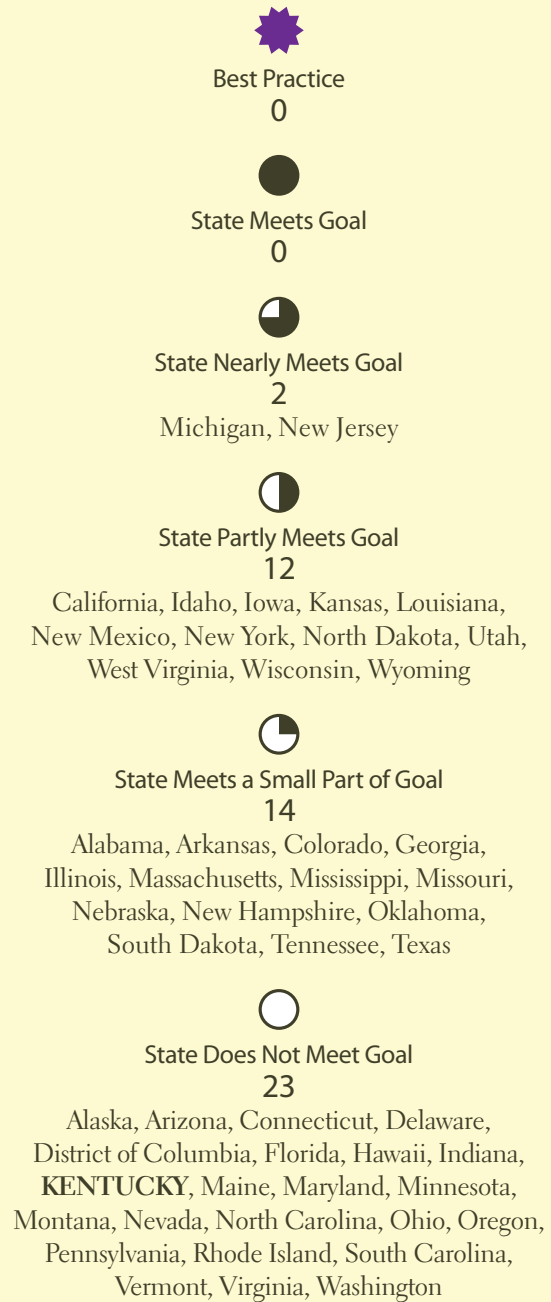 Best Practice
0
State Meets Goal
0
State Nearly Meets Goal
2
Michigan, New Jersey
State Partly Meets Goal
12
California, Idaho, Iowa, Kansas, Louisiana,
New Mexico, New York, North Dakota, Utah,
West Virginia, Wisconsin, Wyoming
State Meets a Small Part of Goal
14
Alabama, Arkansas, Colorado, Georgia,
Illinois, Massachusetts, Mississippi, Missouri,
Nebraska, New Hampshire, Oklahoma,
South Dakota, Tennessee, Texas
State Does Not Meet Goal
23
Alaska, Arizona, Connecticut, Delaware,
District of Columbia, Florida, Hawaii, Indiana,
KENTUCKY, Maine, Maryland, Minnesota,
Montana, Nevada, North Carolina, Ohio, Oregon,
Pennsylvania, Rhode Island, South Carolina,
Vermont, Virginia, Washington